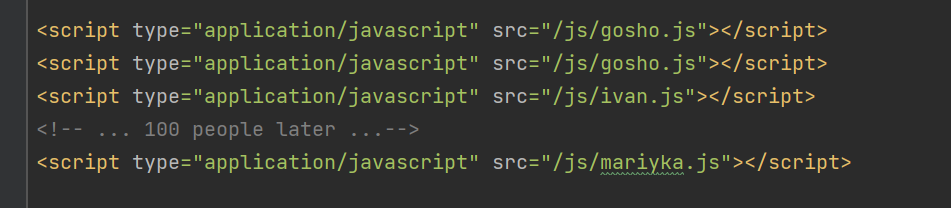 <script type="application/javascript" src="/js/gosho.js"></script>
<script type="application/javascript" src="/js/gosho.js"></script>
<script type="application/javascript" src="/js/ivan.js"></script>
<!-- ... 100 people later ...-->
<script type="application/javascript" src="/js/mariyka.js"></script>